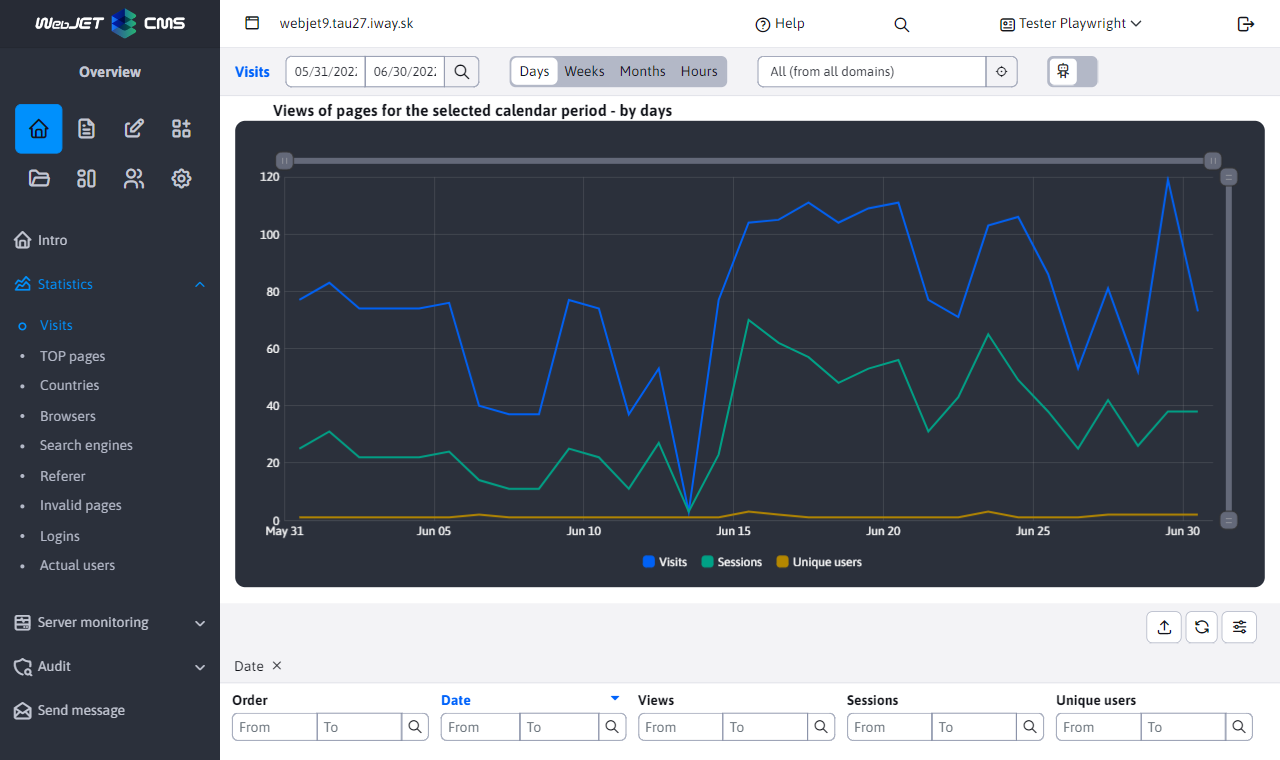 WebJET CMS
webjet9.tau27.iway.sk
Help
Tester Playwright
Overview
Visits
05/31/202
06/30/202
Days
Weeks
Months
Hours
All (from all domains)
Intro
Statistics
Visits
TOP pages
Countries
Browsers
Search engines
Referer
Invalid pages
Logins
Actual users
Server monitoring
Audit
Send message
Views of pages for the selected calendar period - by days
120
100
80
60
40
20
0
May 31
Jun 05
Jun 10
Jun 15
Jun 20
Jun 25
Jun 30
Visits
Sessions
Unique users
Date
Order
Date
Views
Sessions
Unique users
From
To
From
To
From
To
From
To
From
To